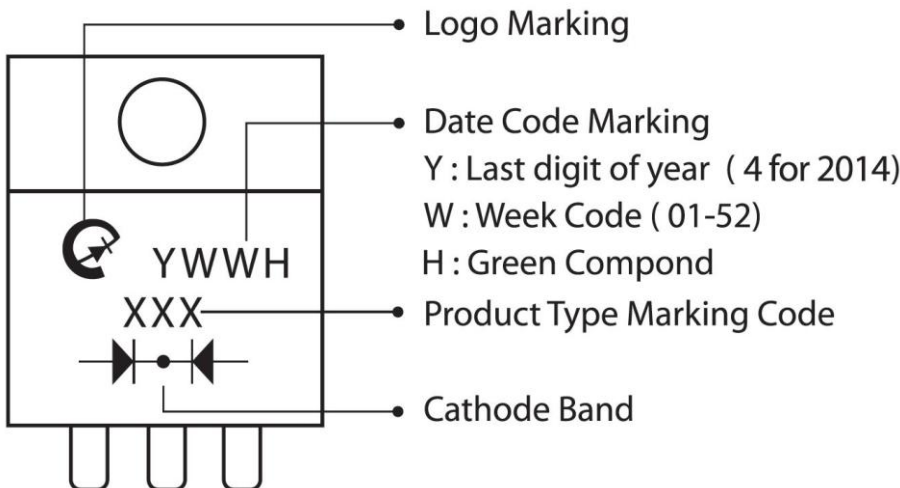 Logo Marking
Date Code Marking
Y : Last digit of year ( 4 for 2014)
W : Week Code ( 01-52)
YWWH
H : Green Compond
XXX
Product Type Marking Code
Cathode Band